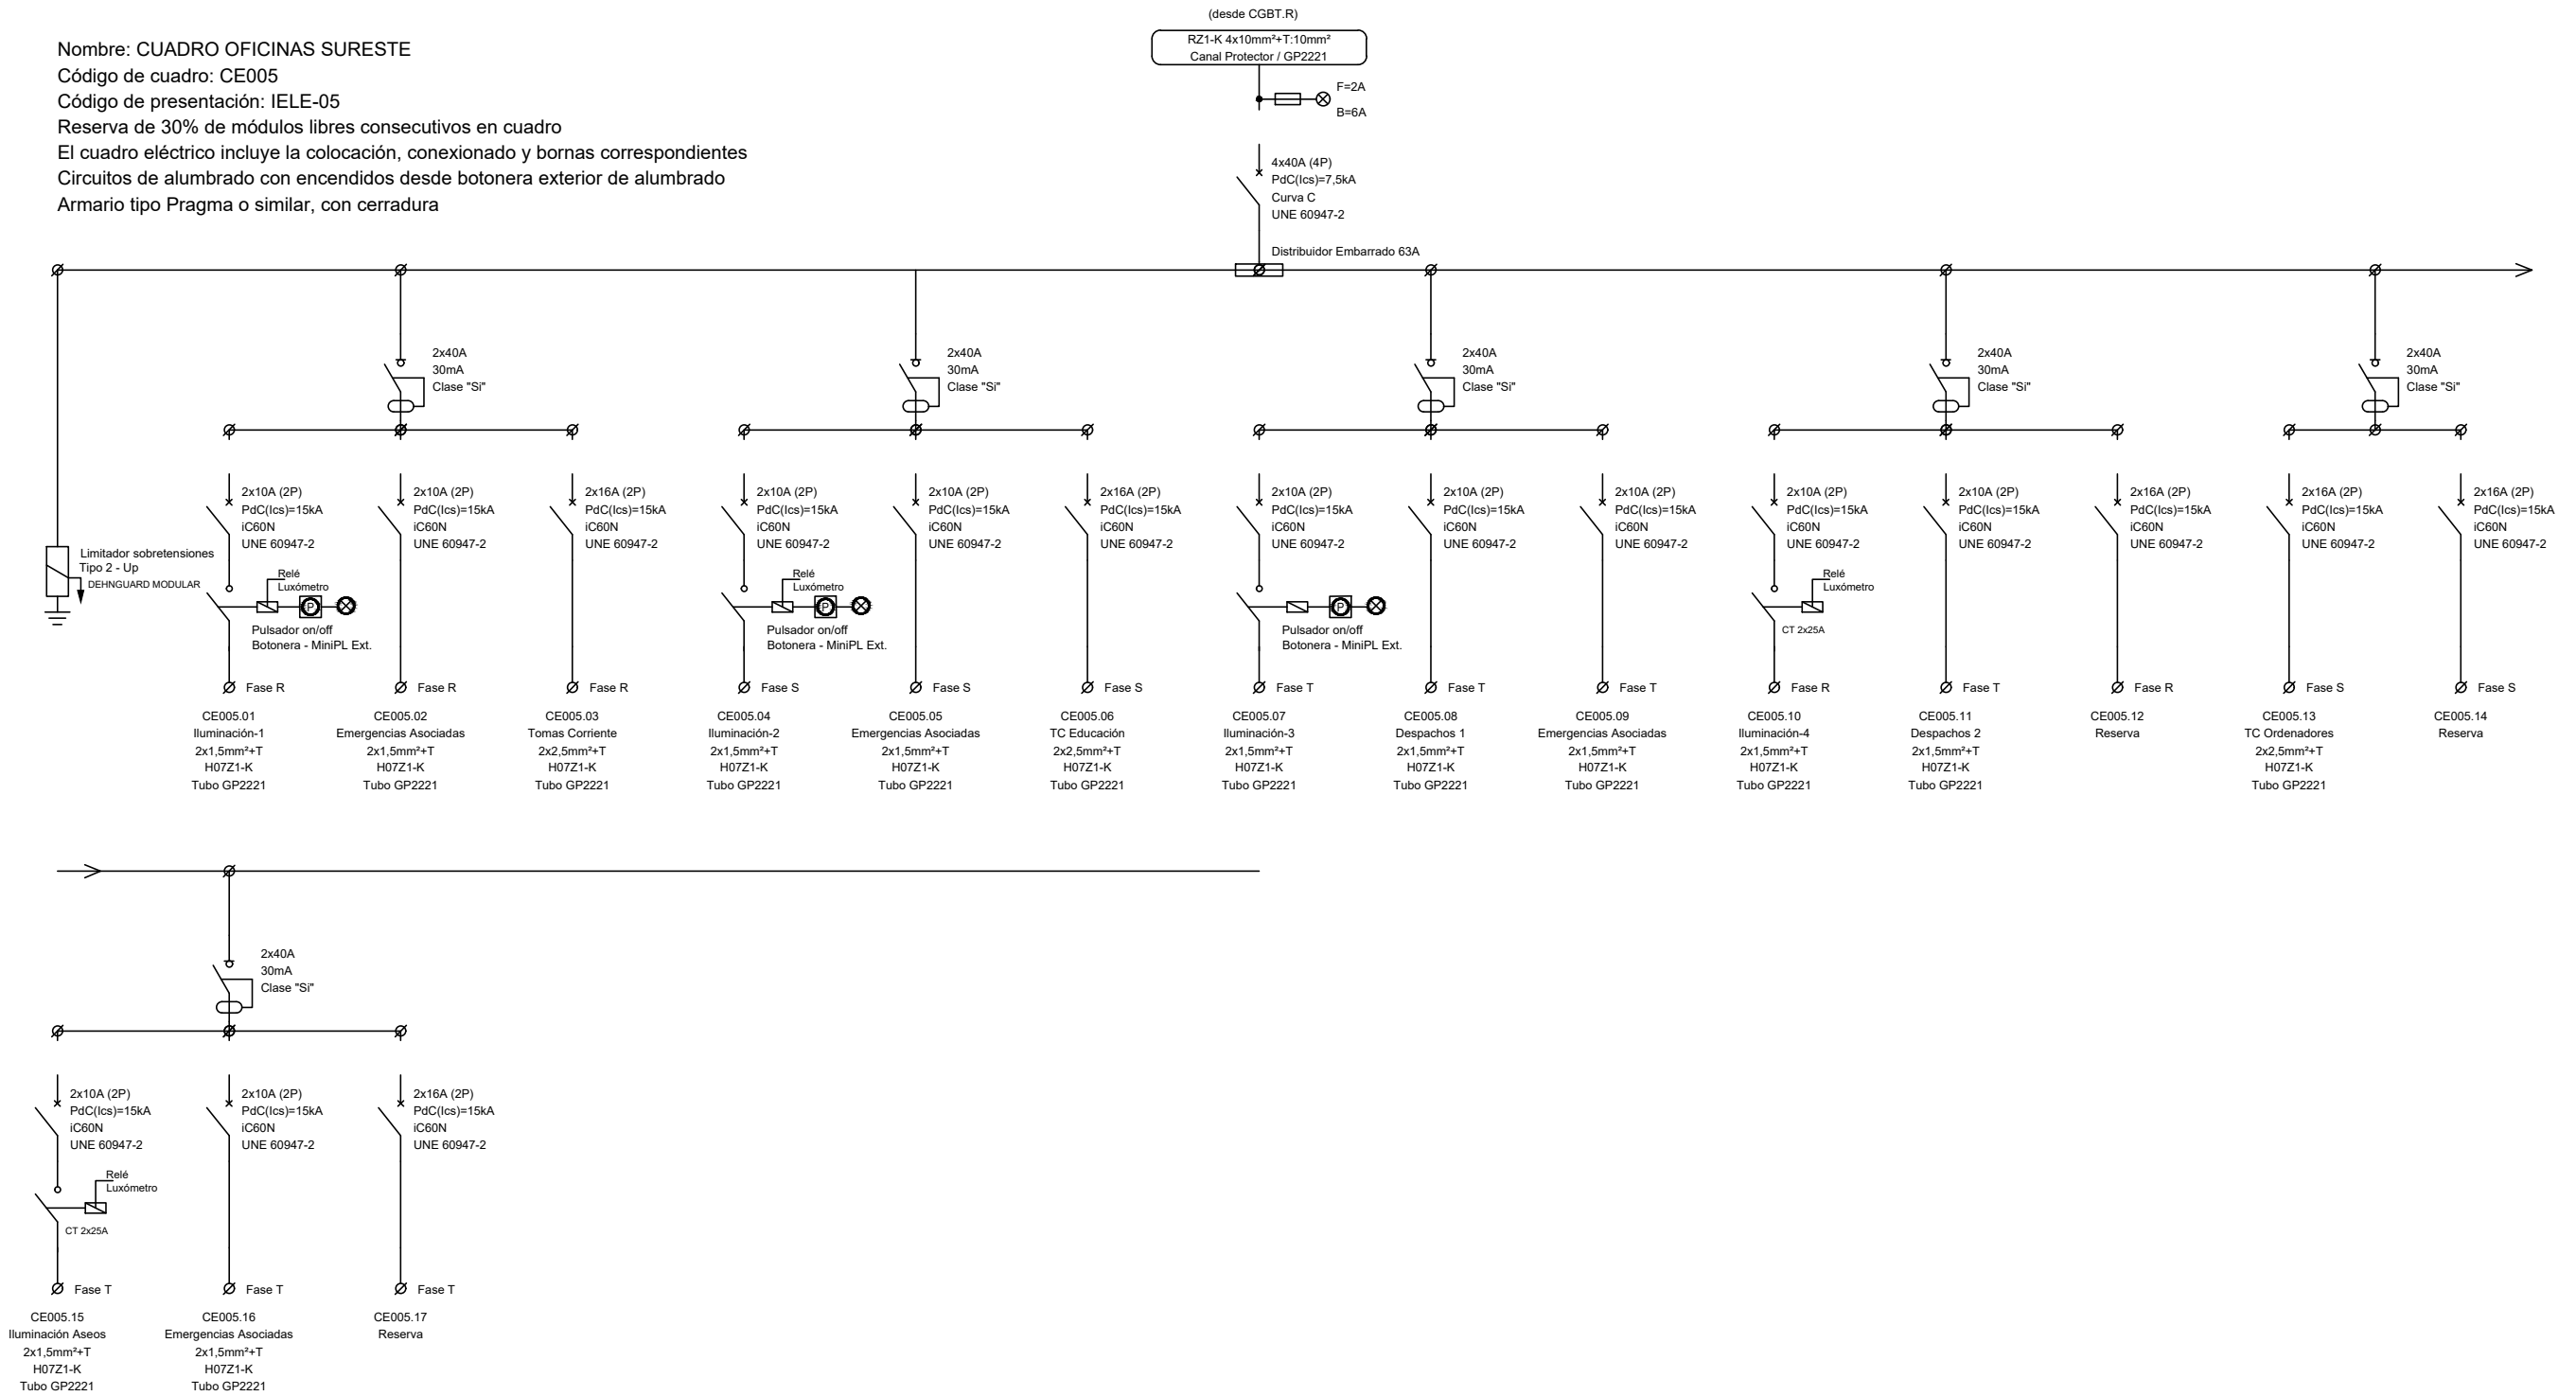 (desde CGBT.R)
RZ1-K 4x10mm²+T:10mm²
Canal Protector / GP2221
F=2A
B=6A
Nombre: CUADRO OFICINAS SURESTE
Código de cuadro: CE005
Código de presentación: IELE-05
Reserva de 30% de módulos libres consecutivos en cuadro
El cuadro eléctrico incluye la colocación, conexionado y bornas correspondientes
Circuitos de alumbrado con encendidos desde botonera exterior de alumbrado
Armario tipo Pragma o similar, con cerradura
4x40A (4P)
PdC(Ics)=7,5kA
Curva C
UNE 60947-2
Distribuidor Embarrado 63A
2x40A
30mA
Clase "Si"
2x40A
30mA
Clase "Si"
2x40A
30mA
Clase "Si"
2x40A
30mA
Clase "Si"
2x40A
30mA
Clase "Si"
Limitador sobretensiones
Tipo 2 - Up
DEHNGUARD MODULAR
2x10A (2P)
PdC(Ics)=15kA
iC60N
UNE 60947-2
Relé
Luxómetro
P
Pulsador on/off
Botonera - MiniPL Ext.
Fase R
CE005.01
Iluminación-1
2x1,5mm²+T
H07Z1-K
Tubo GP2221
2x10A (2P)
PdC(Ics)=15kA
iC60N
UNE 60947-2
Fase R
CE005.02
Emergencias Asociadas
2x1,5mm²+T
H07Z1-K
Tubo GP2221
2x16A (2P)
PdC(Ics)=15kA
iC60N
UNE 60947-2
Fase R
CE005.03
Tomas Corriente
2x2,5mm²+T
H07Z1-K
Tubo GP2221
2x10A (2P)
PdC(Ics)=15kA
iC60N
UNE 60947-2
Relé
Luxómetro
P
Pulsador on/off
Botonera - MiniPL Ext.
Fase S
CE005.04
Iluminación-2
2x1,5mm²+T
H07Z1-K
Tubo GP2221
2x10A (2P)
PdC(Ics)=15kA
iC60N
UNE 60947-2
Fase S
CE005.05
Emergencias Asociadas
2x1,5mm²+T
H07Z1-K
Tubo GP2221
2x16A (2P)
PdC(Ics)=15kA
iC60N
UNE 60947-2
Fase S
CE005.06
TC Educación
2x2,5mm²+T
H07Z1-K
Tubo GP2221
2x10A (2P)
PdC(Ics)=15kA
iC60N
UNE 60947-2
P
Pulsador on/off
Botonera - MiniPL Ext.
Fase T
CE005.07
Iluminación-3
2x1,5mm²+T
H07Z1-K
Tubo GP2221
2x10A (2P)
PdC(Ics)=15kA
iC60N
UNE 60947-2
Fase T
CE005.08
Despachos 1
2x1,5mm²+T
H07Z1-K
Tubo GP2221
2x10A (2P)
PdC(Ics)=15kA
iC60N
UNE 60947-2
Fase T
CE005.09
Emergencias Asociadas
2x1,5mm²+T
H07Z1-K
Tubo GP2221
2x10A (2P)
PdC(Ics)=15kA
iC60N
UNE 60947-2
Relé
Luxómetro
CT 2x25A
Fase R
CE005.10
Iluminación-4
2x1,5mm²+T
H07Z1-K
Tubo GP2221
2x10A (2P)
PdC(Ics)=15kA
iC60N
UNE 60947-2
Fase T
CE005.11
Despachos 2
2x1,5mm²+T
H07Z1-K
Tubo GP2221
2x16A (2P)
PdC(Ics)=15kA
iC60N
UNE 60947-2
Fase R
CE005.12
Reserva
2x16A (2P)
PdC(Ics)=15kA
iC60N
UNE 60947-2
Fase S
CE005.13
TC Ordenadores
2x2,5mm²+T
H07Z1-K
Tubo GP2221
2x16A (2P)
PdC(Ics)=15kA
iC60N
UNE 60947-2
Fase S
CE005.14
Reserva
2x40A
30mA
Clase "Si"
2x10A (2P)
PdC(Ics)=15kA
iC60N
UNE 60947-2
Relé
Luxómetro
CT 2x25A
Fase T
CE005.15
Iluminación Aseos
2x1,5mm²+T
H07Z1-K
Tubo GP2221
2x10A (2P)
PdC(Ics)=15kA
iC60N
UNE 60947-2
Fase T
CE005.16
Emergencias Asociadas
2x1,5mm²+T
H07Z1-K
Tubo GP2221
2x16A (2P)
PdC(Ics)=15kA
iC60N
UNE 60947-2
Fase T
CE005.17
Reserva